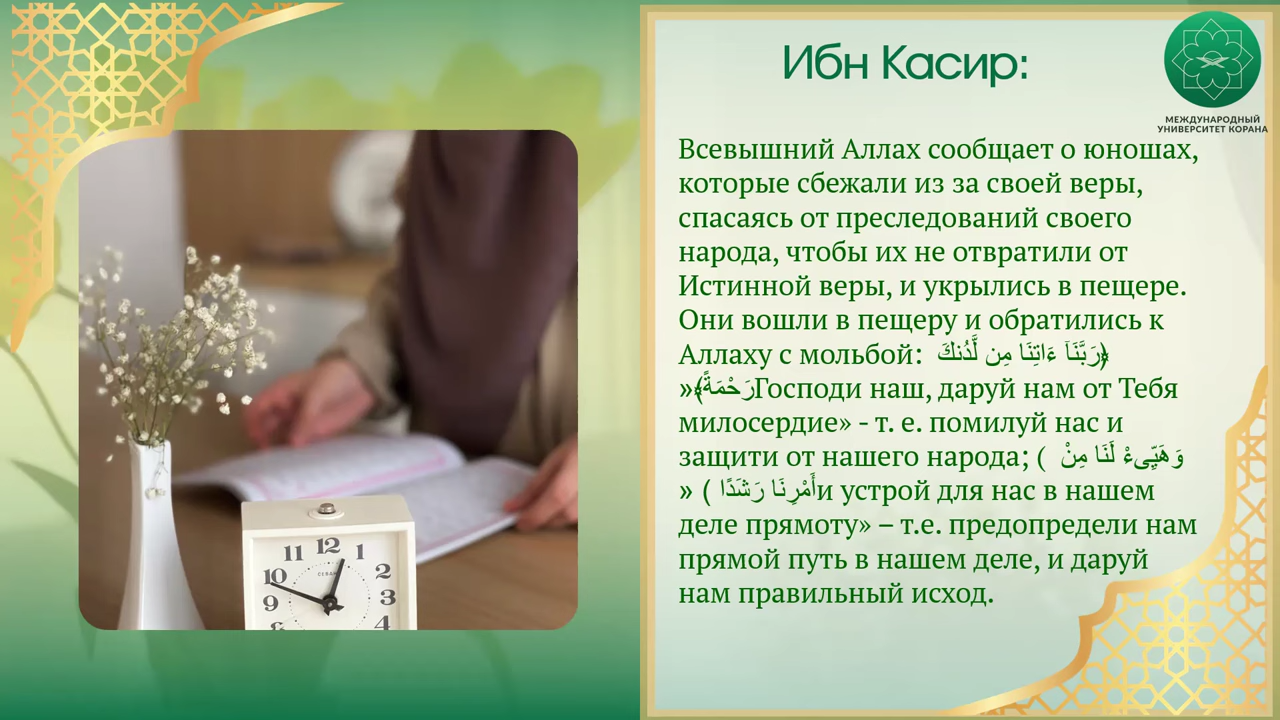 Ибн Касир:
МЕЖДУНАРОДНЫЙ
УНИВЕРСИТЕТ КОРАНА
Всевышний Аллах сообщает о юношах,
которые сбежали из за своей веры,
спасаясь от преследований своего
народа, чтобы их не отвратили от
Истинной веры, и укрылись в пещере.
Они вошли в пещеру и обратились к
Аллаху с мольбой: ﴿رَبَّنَآ ءَاتِنَا مِن لَّدُنكَ
رَحْمَةً﴾ «Господи наш, даруй нам от Тебя
милосердие» - т. е. помилуй нас и
защити от нашего народа; ( وَهَيِّىءْ لَنَا مِنْ
أَمْرِنَا رَشَدًا ) «и устрой для нас в нашем
деле прямоту» – т.е. предопредели нам
прямой путь в нашем деле, и даруй
нам правильный исход.
11 12 1
10 2
9 3
8 4